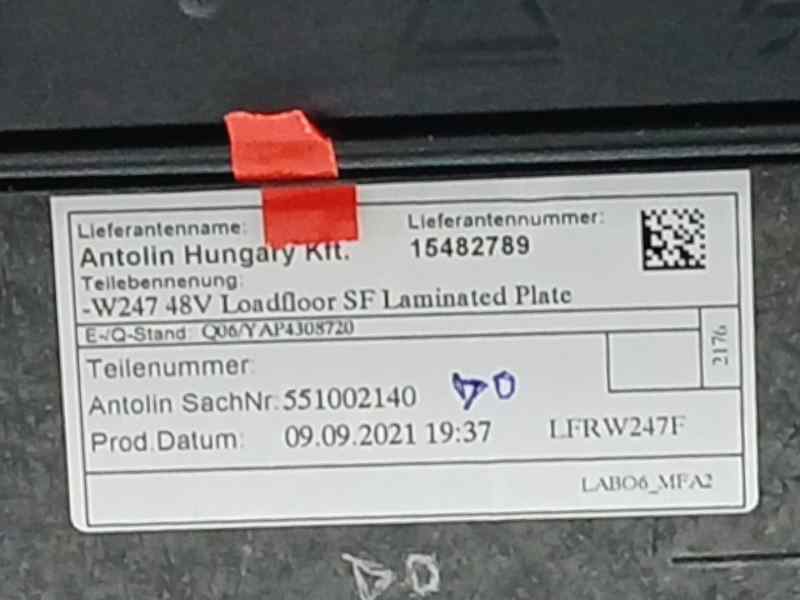 Lieferantenname: Lieferantennummer:
Antolin Hungary Kft. 15482789
Teilebennenung:
-W247 48V Loadfloor SF Laminated Plate
E-/Q-Stand: Q06/YAP4308720
2176
Teilenummer:
Antolin SachNr: 551002140
Prod.Datum: 09.09.2021 19:37 LFRW247F
LABO6_MFA2